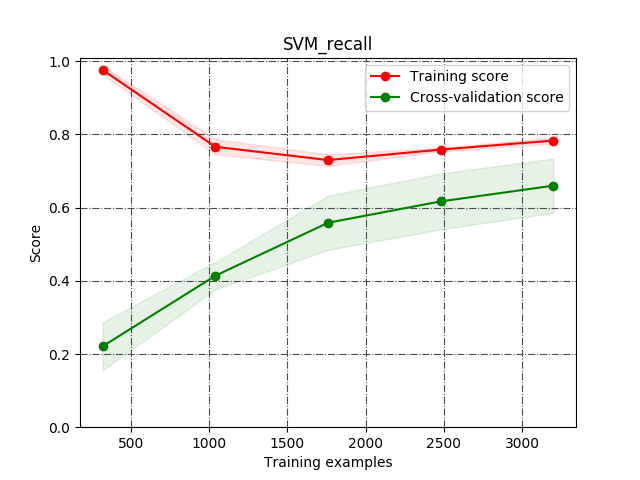 SVM_recall
Training score
Cross-validation score
Score
1.0
0.8
0.6
0.4
0.2
0.0
500
1000
1500
2000
2500
3000
Training examples